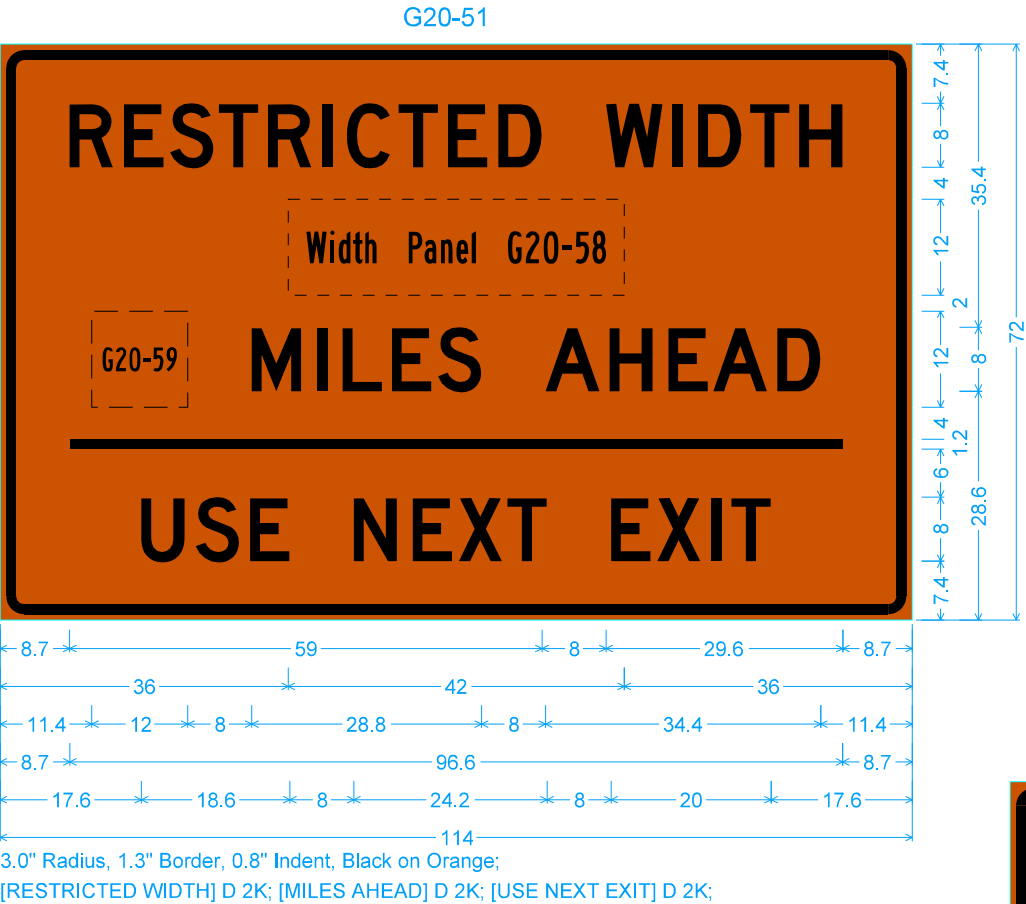 G20-51
RESTRICTED WIDTH
Width Panel G20-58
G20-59 MILES AHEAD
USE NEXT EXIT
7.4
8
4
12
2
12
4
1.2
6
8
7.4
35.4
8
28.6
72
8.7 59 8 29.6 8.7
36 42 36
11.4 12 8 28.8 8 34.4 11.4
8.7 96.6 8.7
17.6 18.6 8 24.2 8 20 17.6
114
3.0" Radius, 1.3" Border, 0.8" Indent, Black on Orange;
[RESTRICTED WIDTH] D 2K; [MILES AHEAD] D 2K; [USE NEXT EXIT] D 2K;